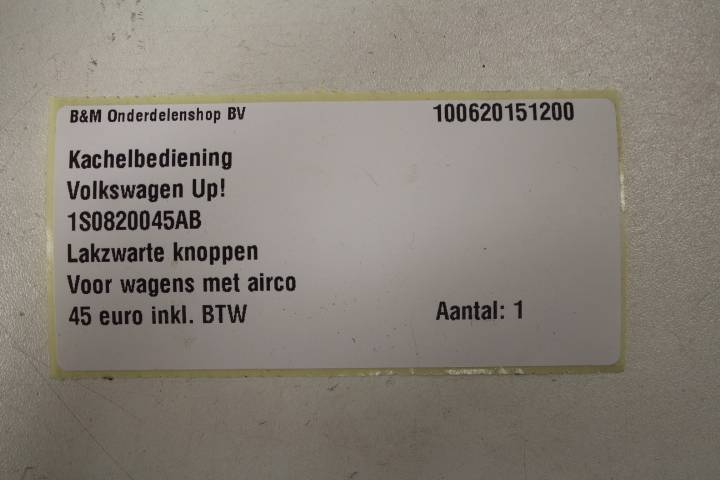 B&M Onderdelenshop BV 100620151200
Kachelbediening
Volkswagen Up!
1S0820045AB
Lakzwarte knoppen
Voor wagens met airco
45 euro inkl. BTW Aantal: 1